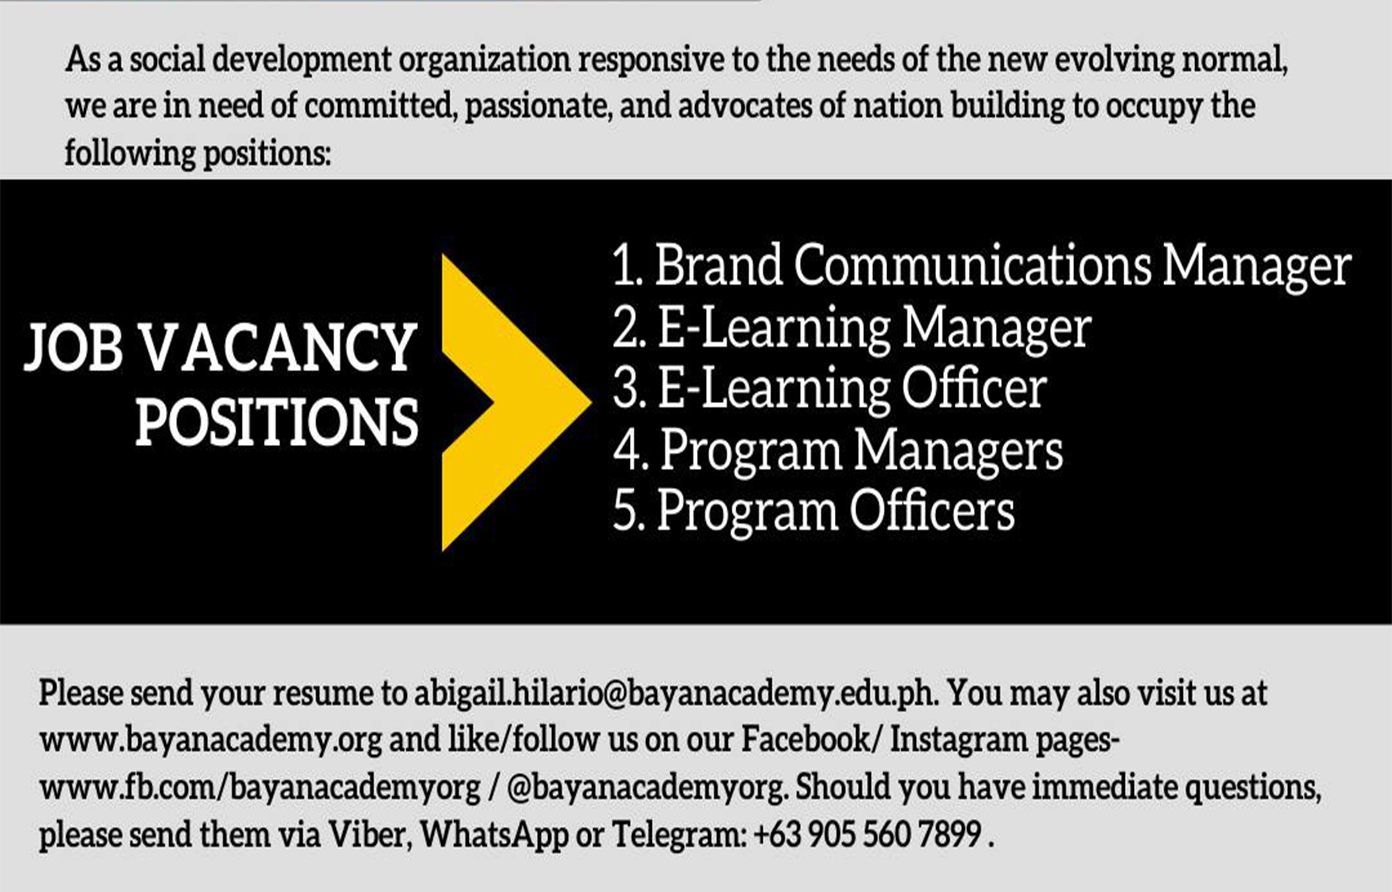 As a social development organization responsive to the needs of the new evolving normal,
we are in need of committed, passionate, and advocates of nation building to occupy the
following positions:
JOB VACANCY
POSITIONS
1. Brand Communications Manager
2. E-Learning Manager
3. E-Learning Officer
4. Program Managers
5. Program Officers
Please send your resume to abigail.hilario@bayanacademy.edu.ph. You may also visit us at
www.bayanacademy.org and like/follow us on our Facebook/ Instagram pages-
www.fb.com/bayanacademyorg / @bayanacademyorg. Should you have immediate questions,
please send them via Viber, WhatsApp or Telegram: +63 905 560 7899 .